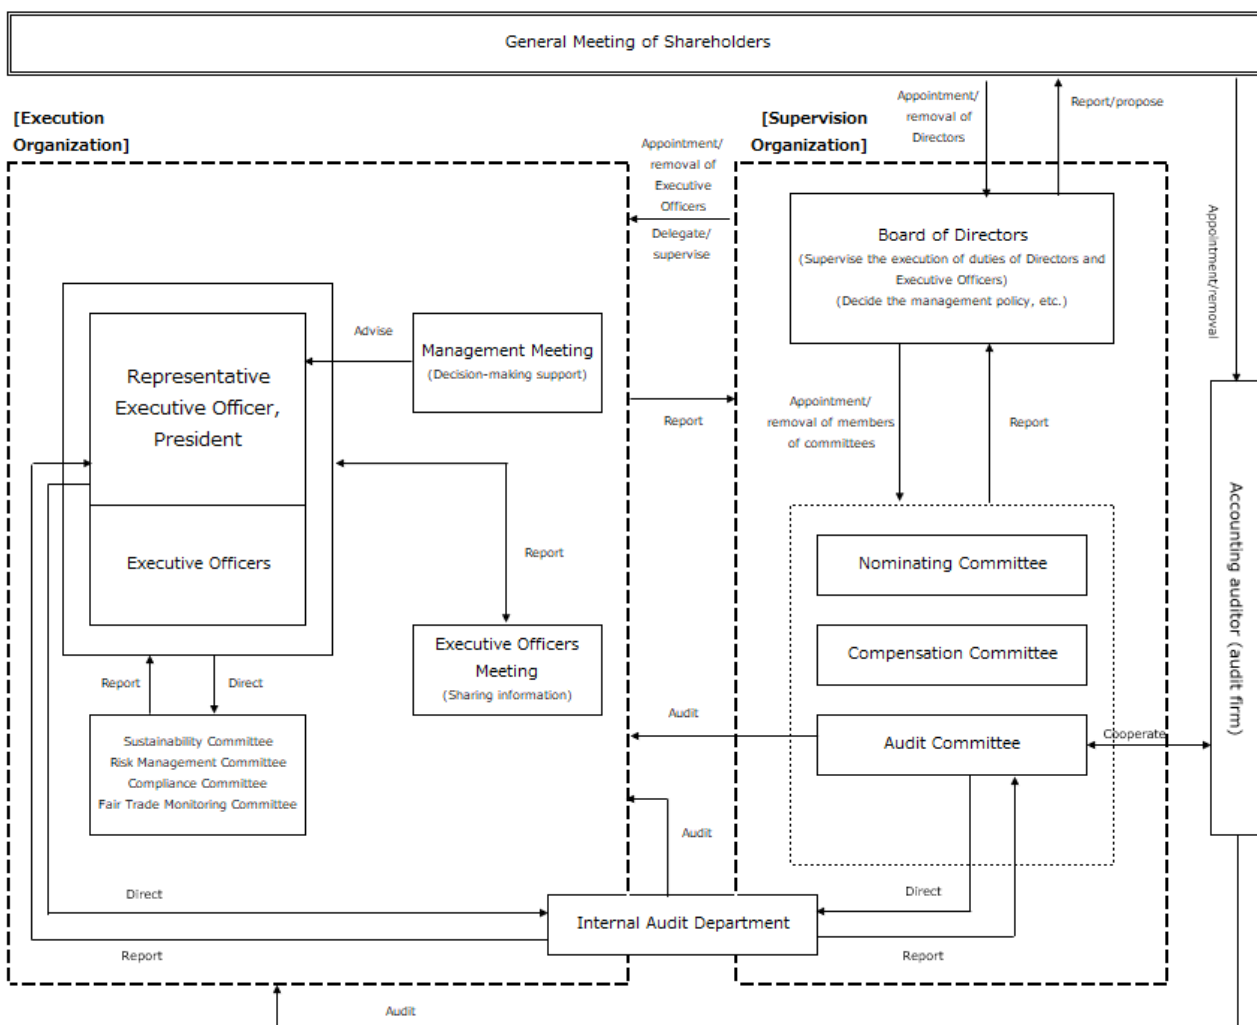 General Meeting of Shareholders
[Execution
Organization]
Appointment/
removal of
Executive
Officers
Delegate/
supervise
[Supervision
Organization]
Appointment/
removal of
Directors
Report/propose
Appointment/removal
Board of Directors
(Supervise the execution of duties of Directors and
Executive Officers)
(Decide the management policy, etc.)
Representative
Executive Officer,
President
Advise
Management Meeting
(Decision-making support)
Report
Appointment/
removal of members
of committees
Report
Executive Officers
Report
Executive Officers
Meeting
(Sharing information)
Nominating Committee
Compensation Committee
Audit Committee
Cooperate
Accounting auditor (audit firm)
Report
Direct
Sustainability Committee
Risk Management Committee
Compliance Committee
Fair Trade Monitoring Committee
Audit
Audit
Direct
Internal Audit Department
Direct
Report
Report
Audit